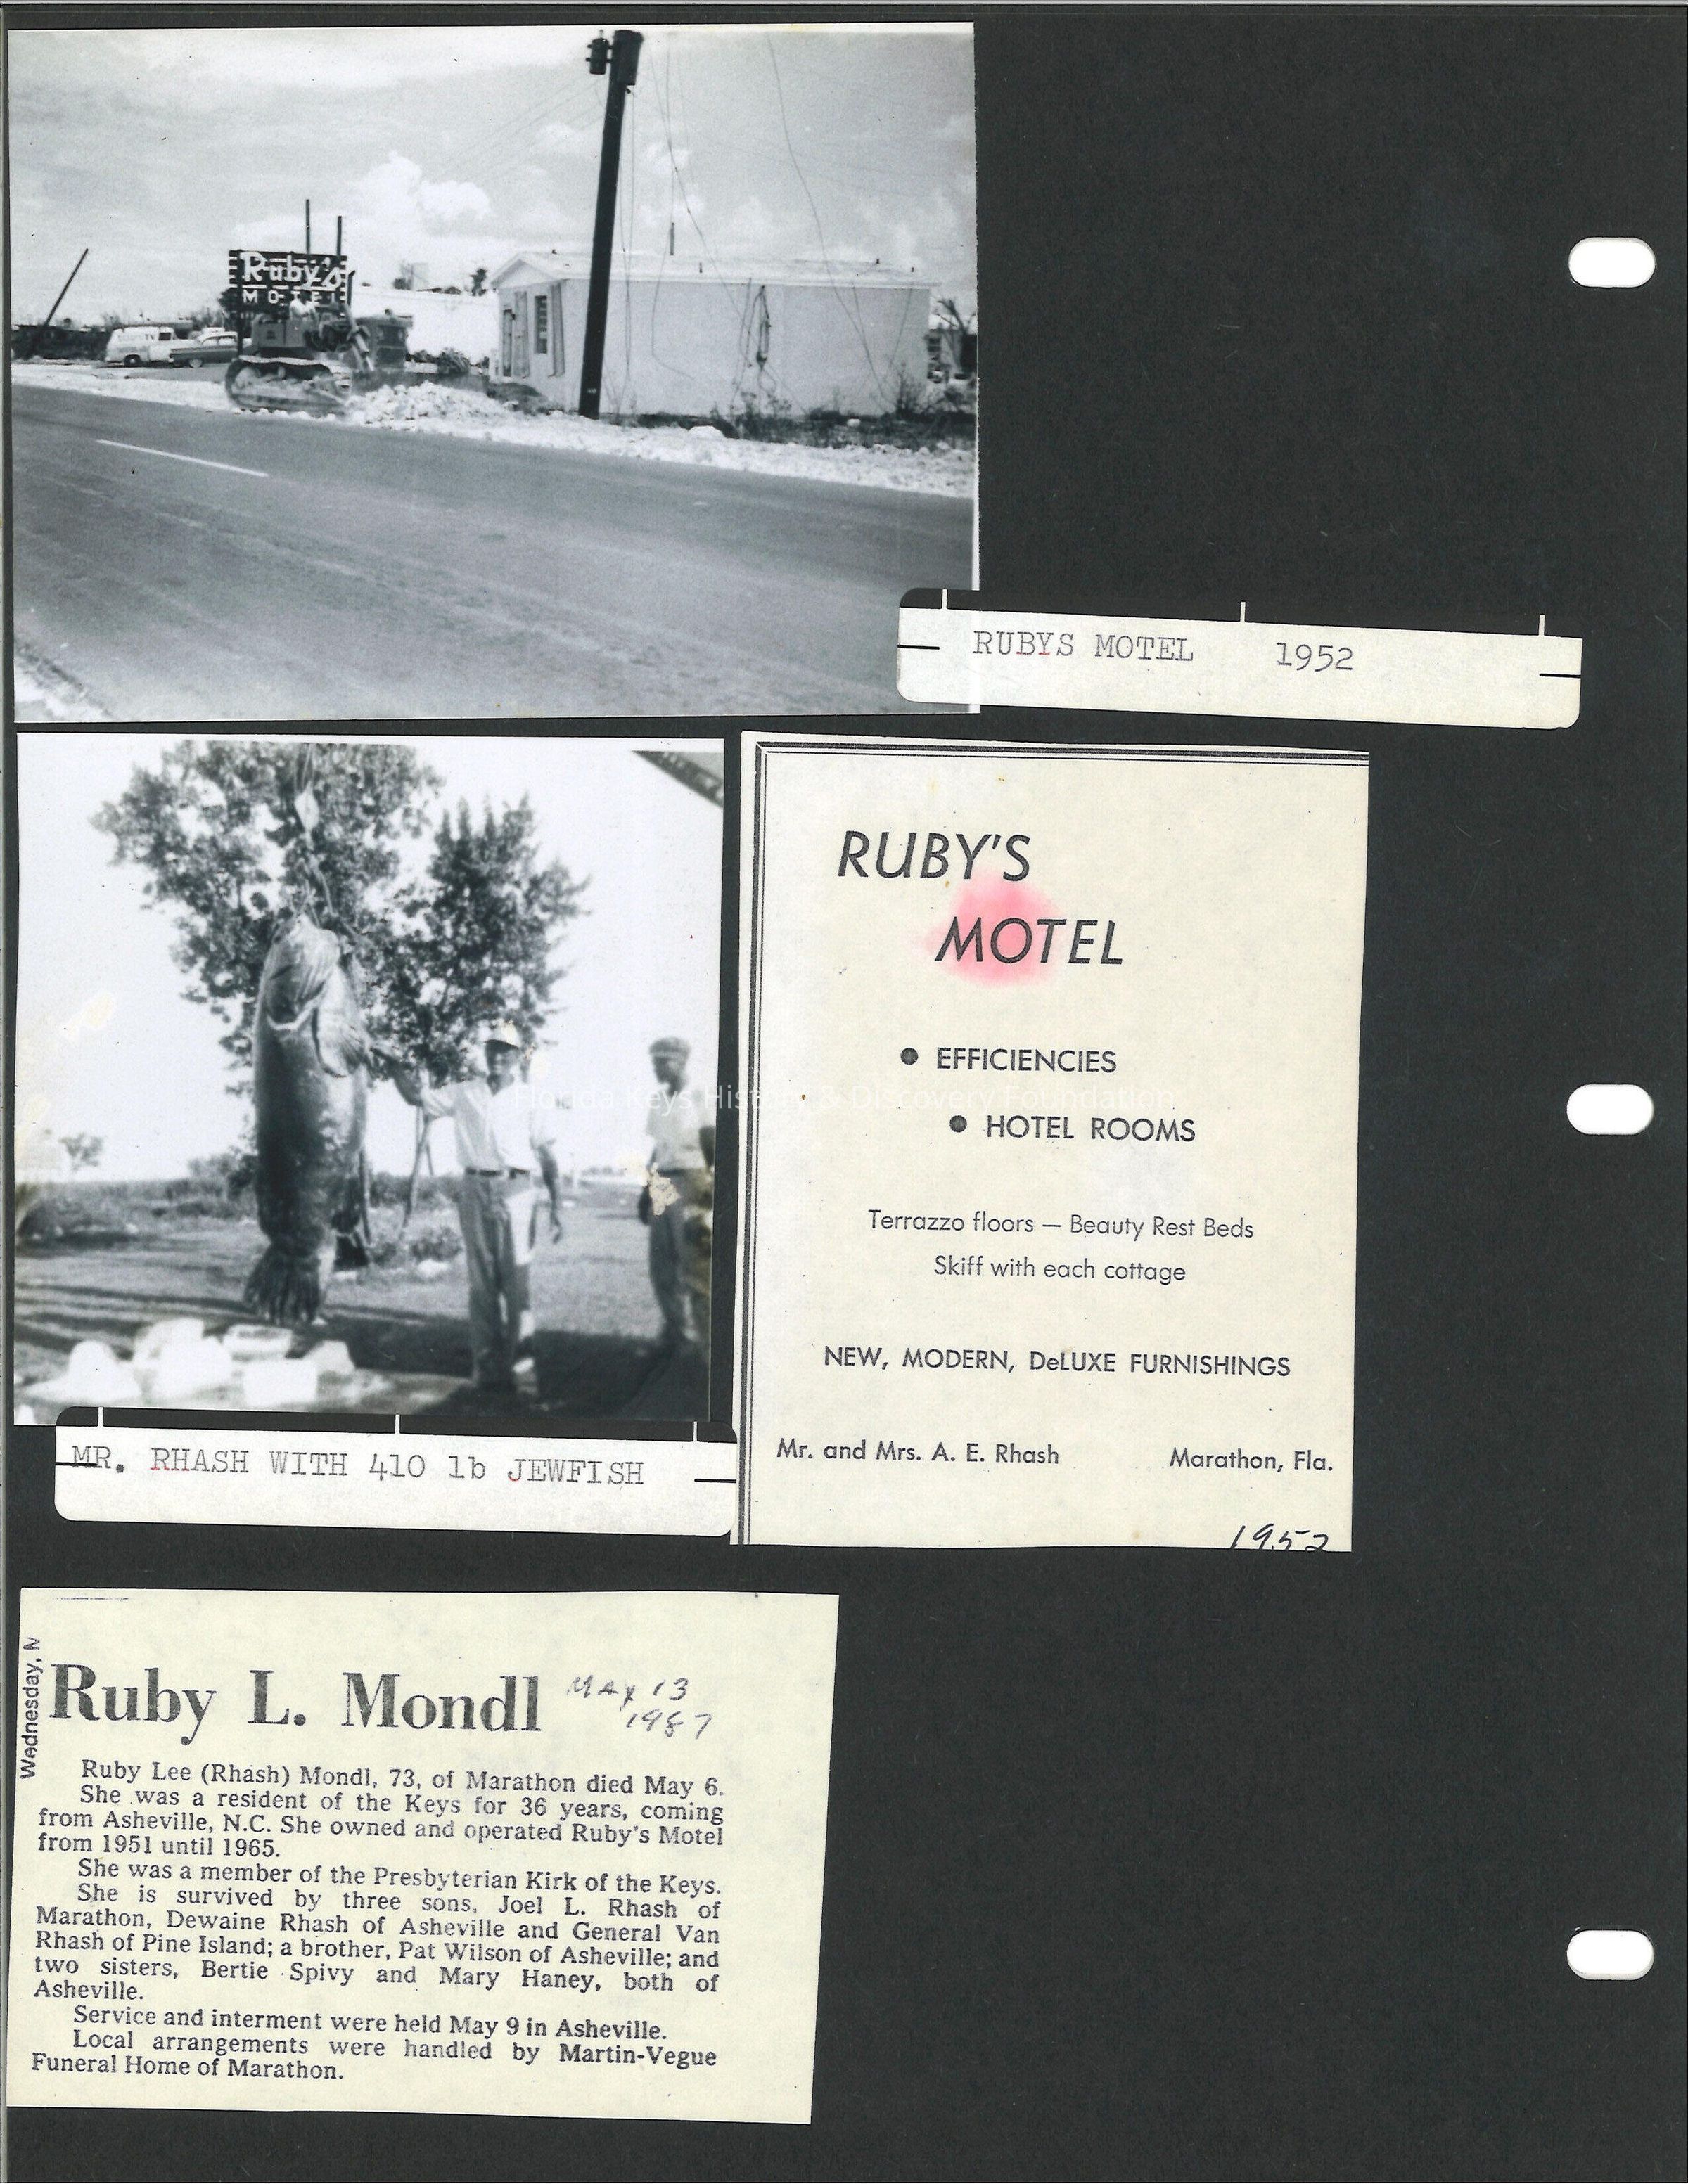 Ruby's
MOTEL
TV
RUBYS MOTEL 1952
RUBY'S
MOTEL
• EFFICIENCIES
• HOTEL ROOMS
Terrazzo floors — Beauty Rest Beds
Skiff with each cottage
NEW, MODERN, DeLUXE FURNISHINGS
Mr. and Mrs. A. E. Rhash Marathon, Fla.
1952
Florida Keys History & Discovery Foundation
MR. RHASH WITH 410 lb JEWFISH
Wednesday,
Ruby L. Mondl
MAY 13
1987
Ruby Lee (Rhash) Mondl, 73, of Marathon died May 6.
She was a resident of the Keys for 36 years, coming
from Asheville, N.C. She owned and operated Ruby's Motel
from 1951 until 1965.
She was a member of the Presbyterian Kirk of the Keys.
She is survived by three sons, Joel L. Rhash of
Marathon, Dewaine Rhash of Asheville and General Van
Rhash of Pine Island; a brother, Pat Wilson of Asheville; and
two sisters, Bertie Spivy and Mary Haney, both of
Asheville.
Service and interment were held May 9 in Asheville.
Local arrangements were handled by Martin-Vegue
Funeral Home of Marathon.